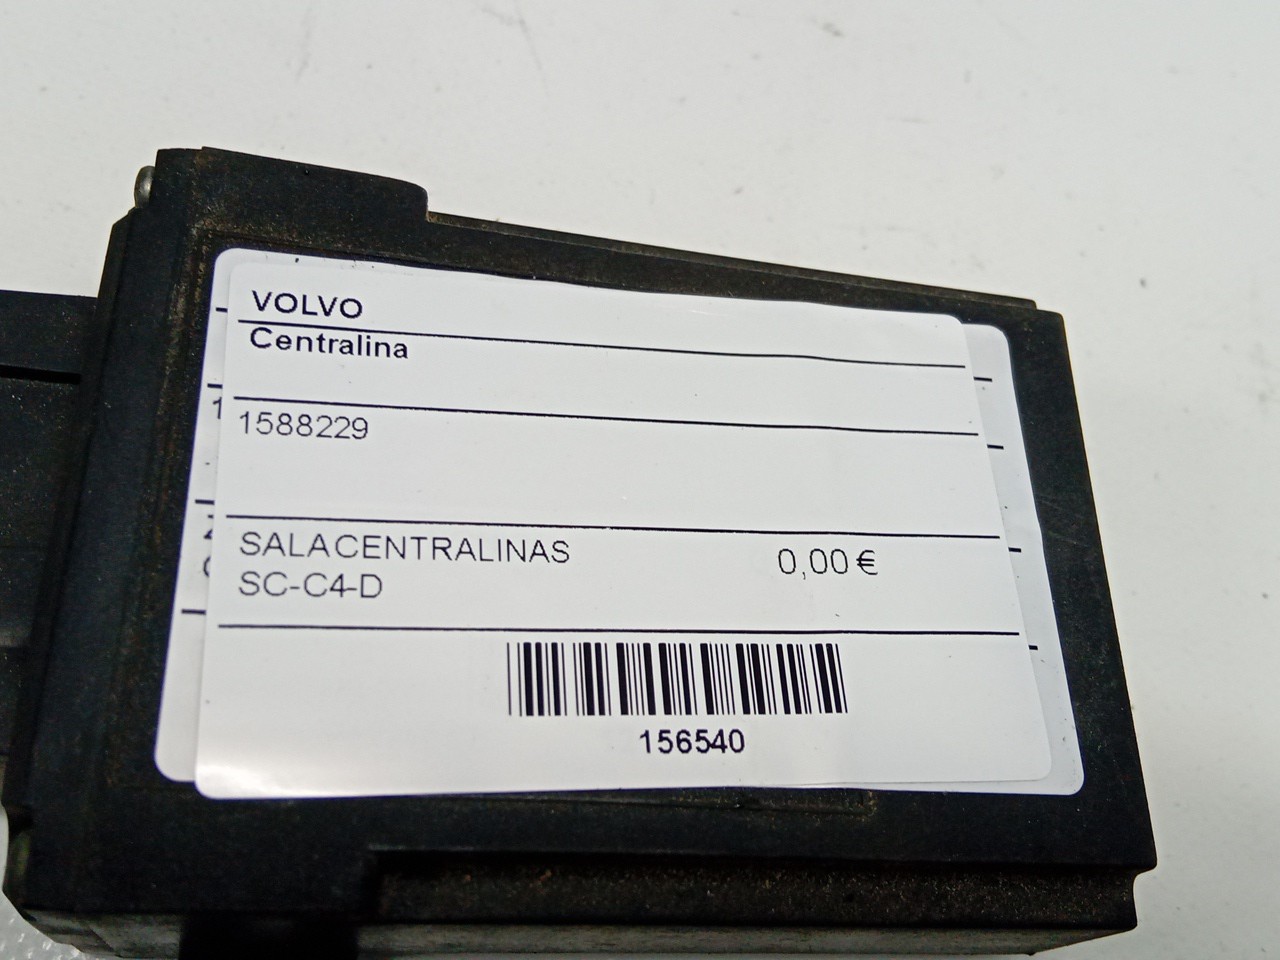 VOLVO
Centralina
1588229
SALACENTRALINAS 0,00 €
SC-C4-D
156540